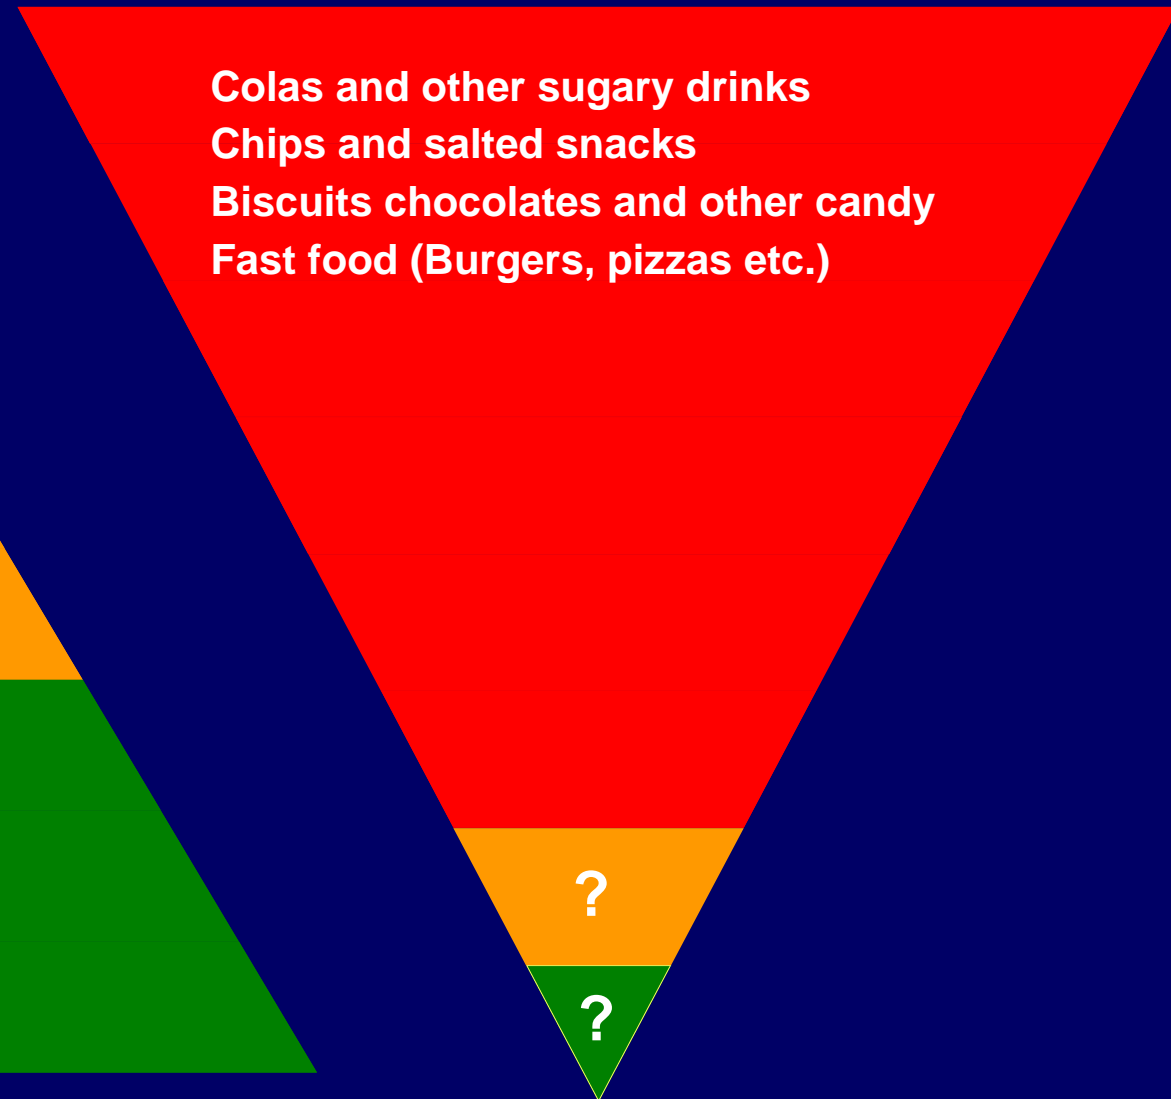 Colas and other sugary drinks
Chips and salted snacks
Biscuits chocolates and other candy
Fast food (Burgers, pizzas etc.)
?
?